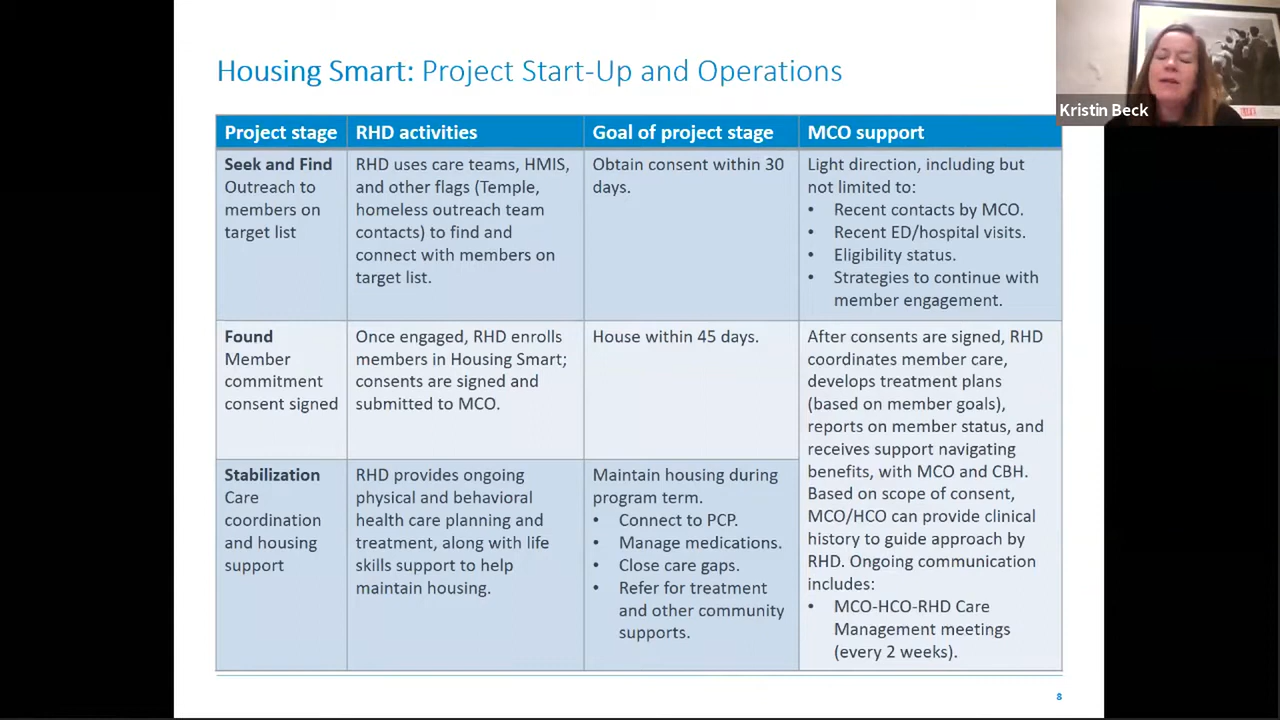 Housing Smart: Project Start-Up and Operations
Kristin Beck
Project stage
RHD activities
Goal of project stage
MCO support
Seek and Find
Outreach to
members on
target list
RHD uses care teams, HMIS,
and other flags (Temple,
homeless outreach team
contacts) to find and
connect with members on
target list.
Obtain consent within 30
days.
Light direction, including but
not limited to:
• Recent contacts by MCO.
• Recent ED/hospital visits.
• Eligibility status.
• Strategies to continue with
member engagement.
Found
Member
commitment
consent signed
Once engaged, RHD enrolls
members in Housing Smart;
consents are signed and
submitted to MCO.
House within 45 days.
After consents are signed, RHD
coordinates member care,
develops treatment plans
(based on member goals),
reports on member status, and
receives support navigating
benefits, with MCO and CBH.
Based on scope of consent,
MCO/HCO can provide clinical
history to guide approach by
RHD. Ongoing communication
includes:
• MCO-HCO-RHD Care
Management meetings
(every 2 weeks).
Stabilization
Care
coordination
and housing
support
RHD provides ongoing
physical and behavioral
health care planning and
treatment, along with life
skills support to help
maintain housing.
Maintain housing during
program term.
• Connect to PCP.
• Manage medications.
• Close care gaps.
• Refer for treatment
and other community
supports.
8